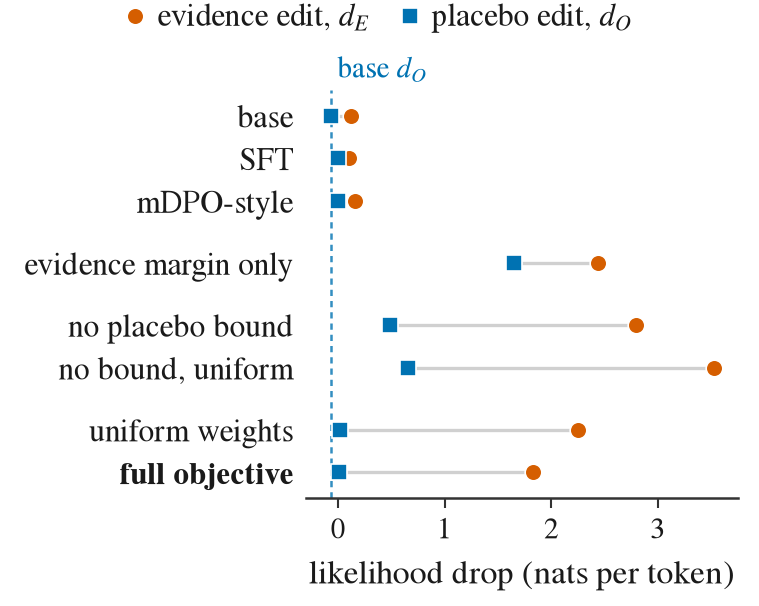 evidence edit, d_E placebo edit, d_O
base d_O
base
SFT
mDPO-style
evidence margin only
no placebo bound
no bound, uniform
uniform weights
full objective
0 1 2 3
likelihood drop (nats per token)